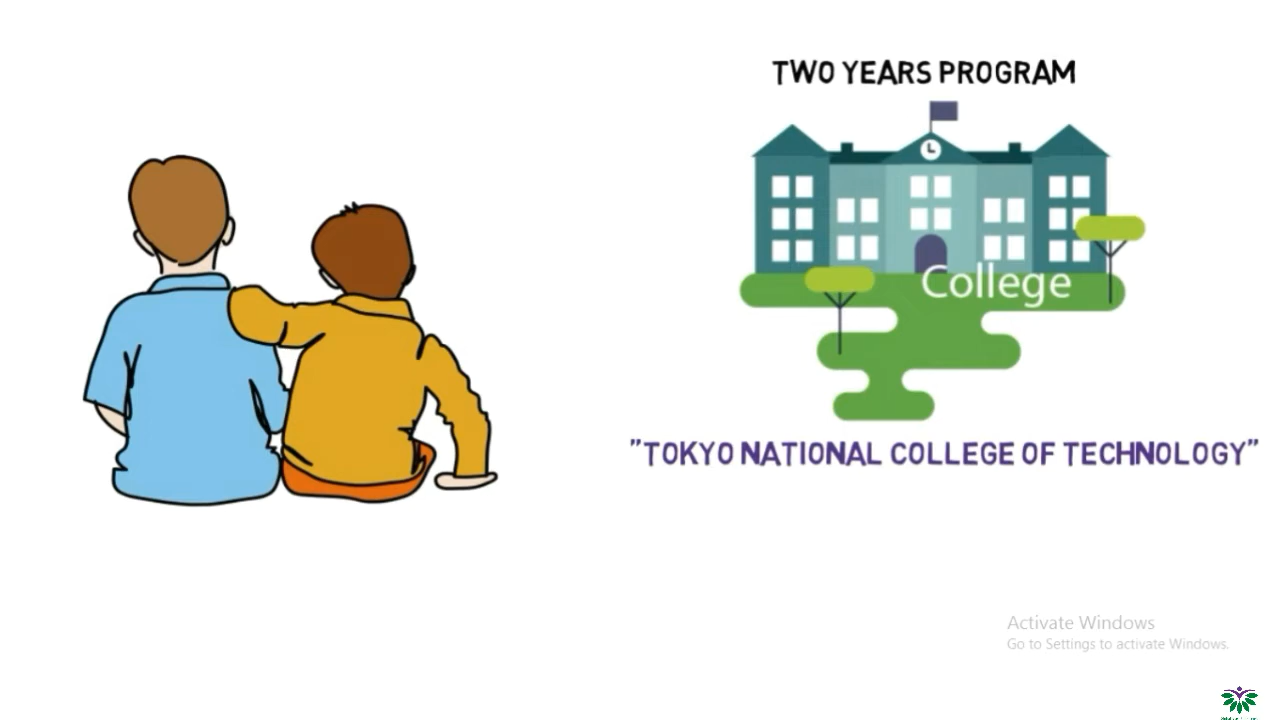 TWO YEARS PROGRAM
College
"TOKYO NATIONAL COLLEGE OF TECHNOLOGY"
Activate Windows
Go to Settings to activate Windows.